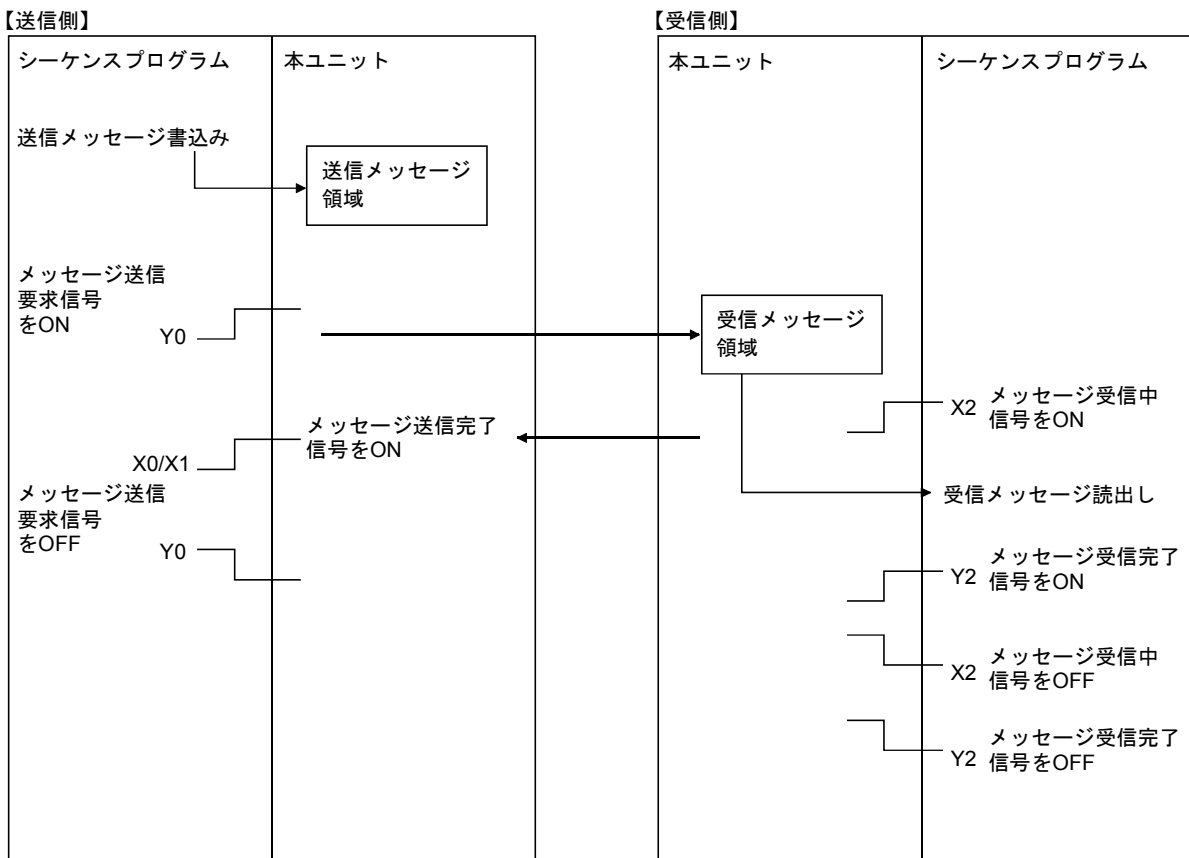 【送信側】
シーケンスプログラム
本ユニット
送信メッセージ書込み
送信メッセージ
領域
メッセージ送信
要求信号
をON
Y0
メッセージ送信完了
信号をON
X0/X1
メッセージ送信
要求信号
をOFF
Y0
【受信側】
本ユニット
シーケンスプログラム
受信メッセージ
領域
X2
メッセージ受信中
信号をON
受信メッセージ読出し
Y2
メッセージ受信完了
信号をON
X2
メッセージ受信中
信号をOFF
Y2
メッセージ受信完了
信号をOFF